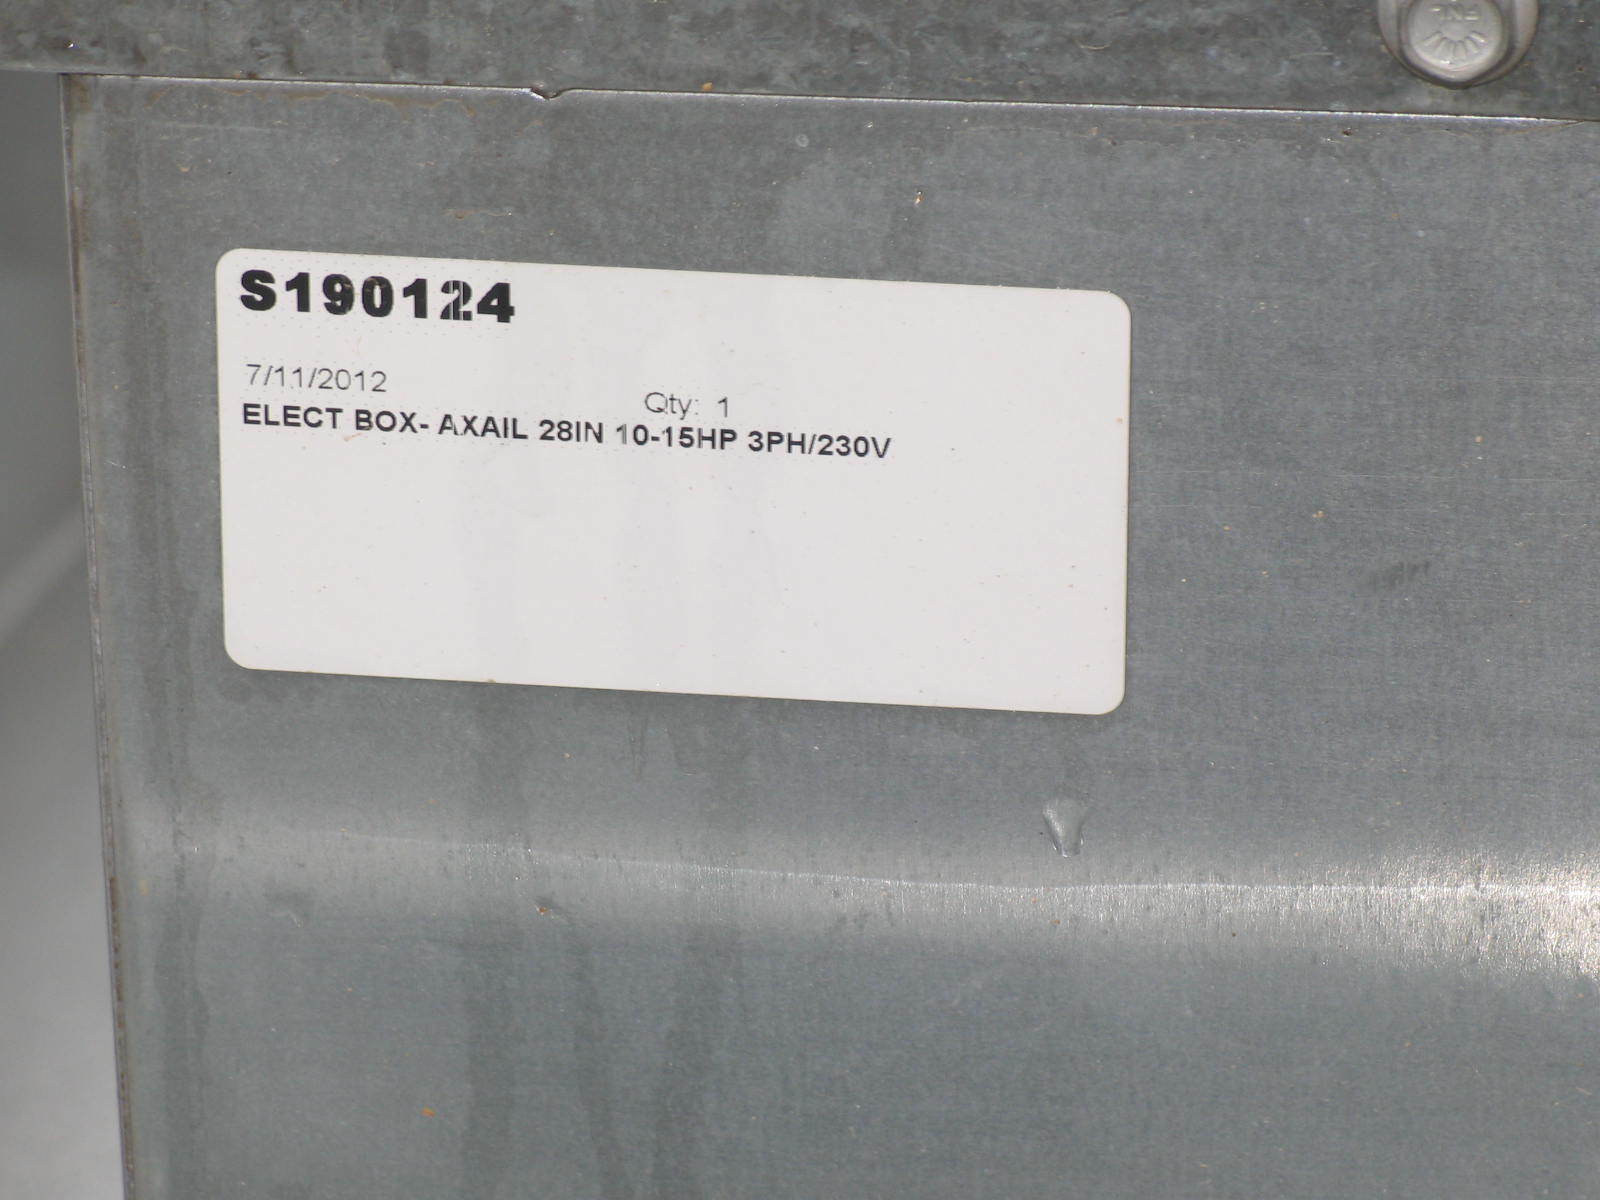 S190124
7/11/2012
Qty: 1
ELECT BOX- AXAIL 28IN 10-15HP 3PH/230V